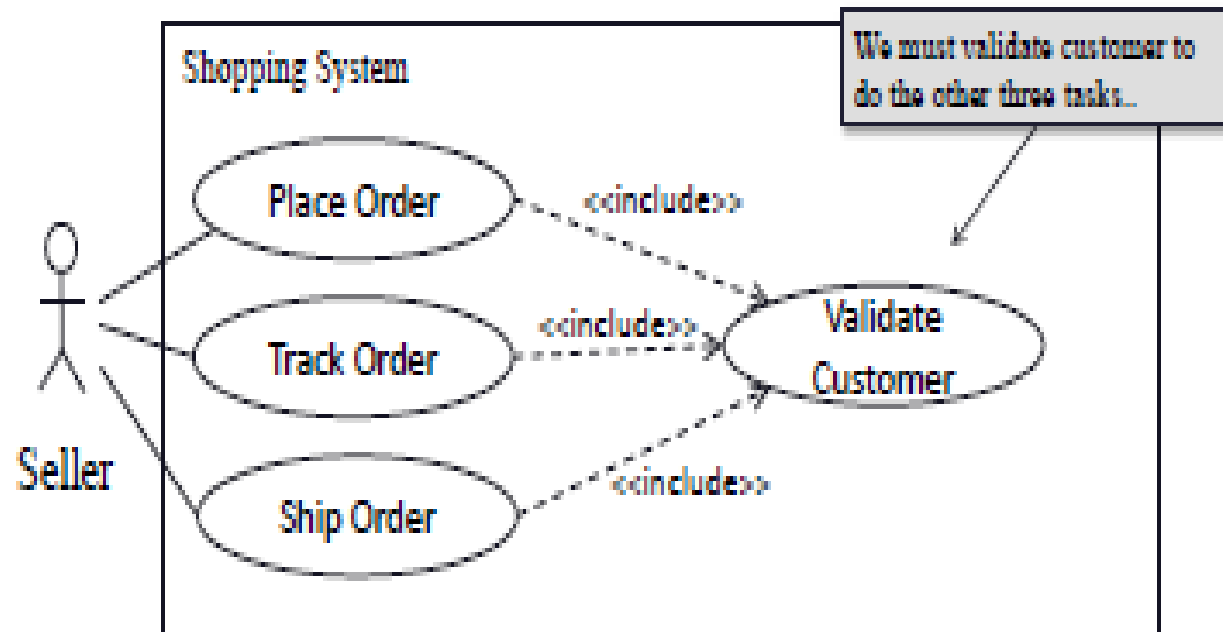 We must validate customer to
do the other three tasks..
Shopping System
Place Order
<<include>>
Validate
Customer
<<include>>
Track Order
Seller
<<include>>
Ship Order